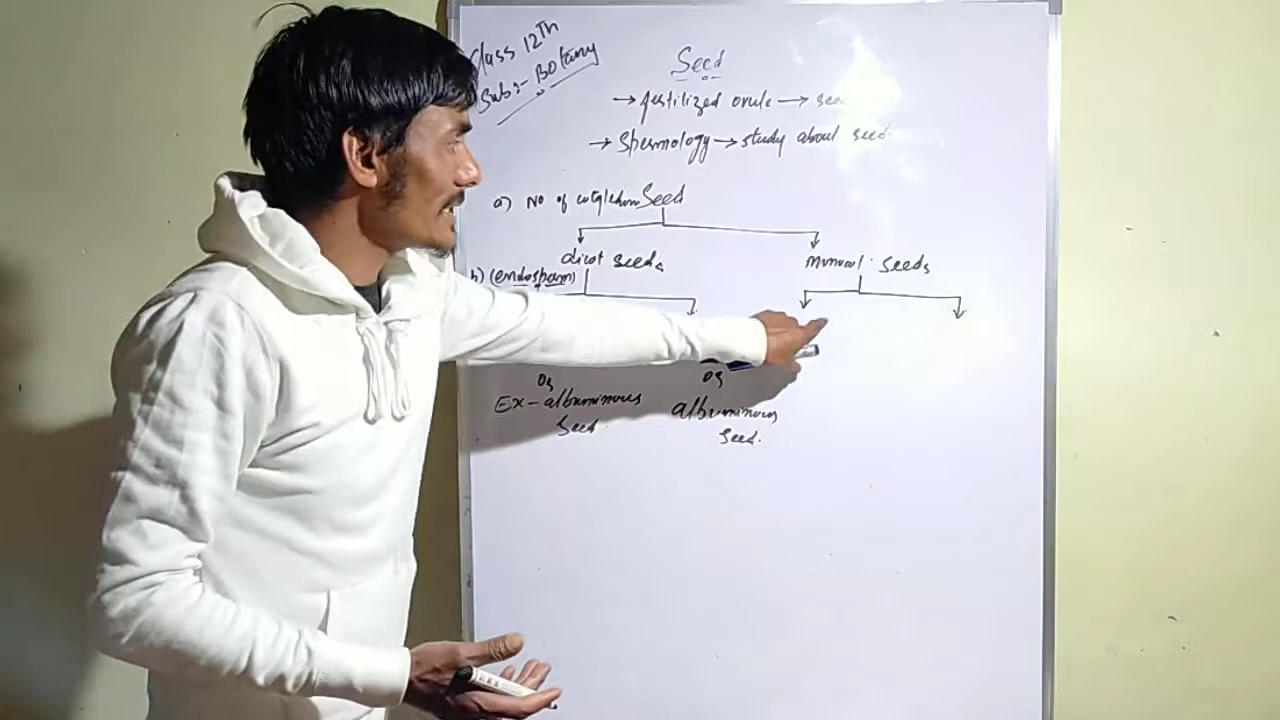 Class 12Th
Sub:- Botany
Seed
→ fertilized ovule → seed
→ Spermology → study about seed
a) No of cotyledons Seed
dicot seeds
Monocot. Seeds
b) (endosperm)
Or
Or
Ex-albuminous
Seed.
albuminous
Seed.